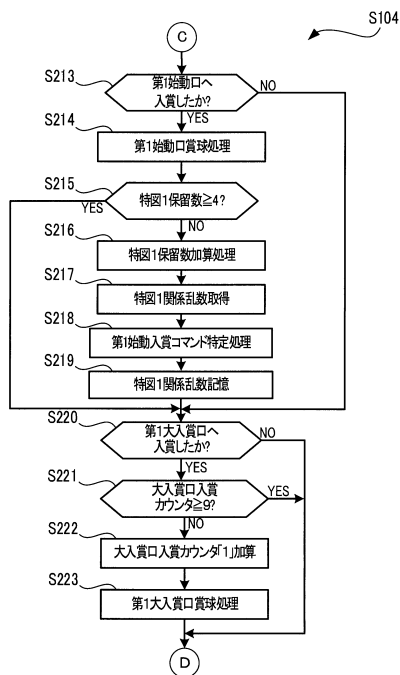 C
S104
S213
第1始動口へ
入賞したか?
NO
YES
S214
第1始動口賞球処理
S215
特図1保留数≧4?
YES
NO
S216
特図1保留数加算処理
S217
特図1関係乱数取得
S218
第1始動入賞コマンド特定処理
S219
特図1関係乱数記憶
S220
第1大入賞口へ
入賞したか?
NO
YES
S221
大入賞口入賞
カウンタ≧9?
YES
NO
S222
大入賞口入賞カウンタ「1」加算
S223
第1大入賞口賞球処理
D